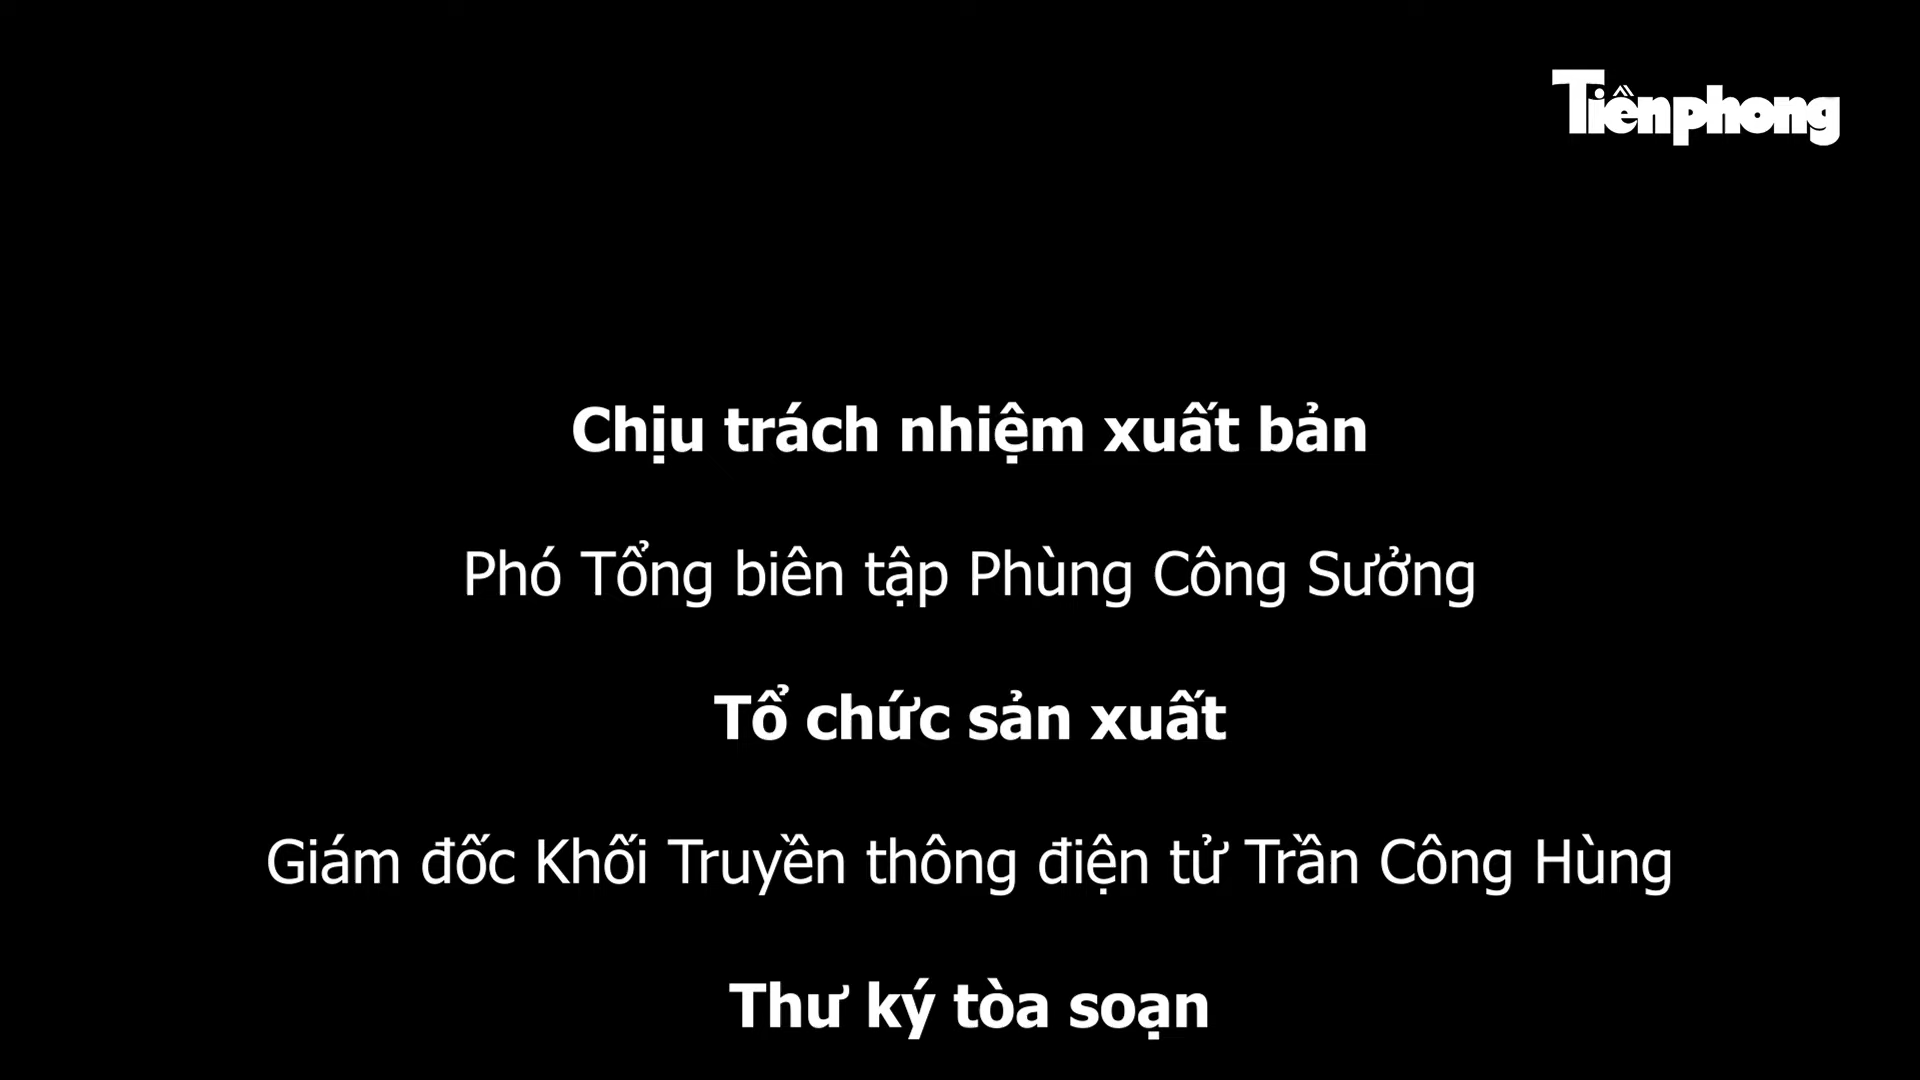 Tiềnphong
Chịu trách nhiệm xuất bản
Phó Tổng biên tập Phùng Công Sưởng
Tổ chức sản xuất
Giám đốc Khối Truyền thông điện tử Trần Công Hùng
Thư ký tòa soạn